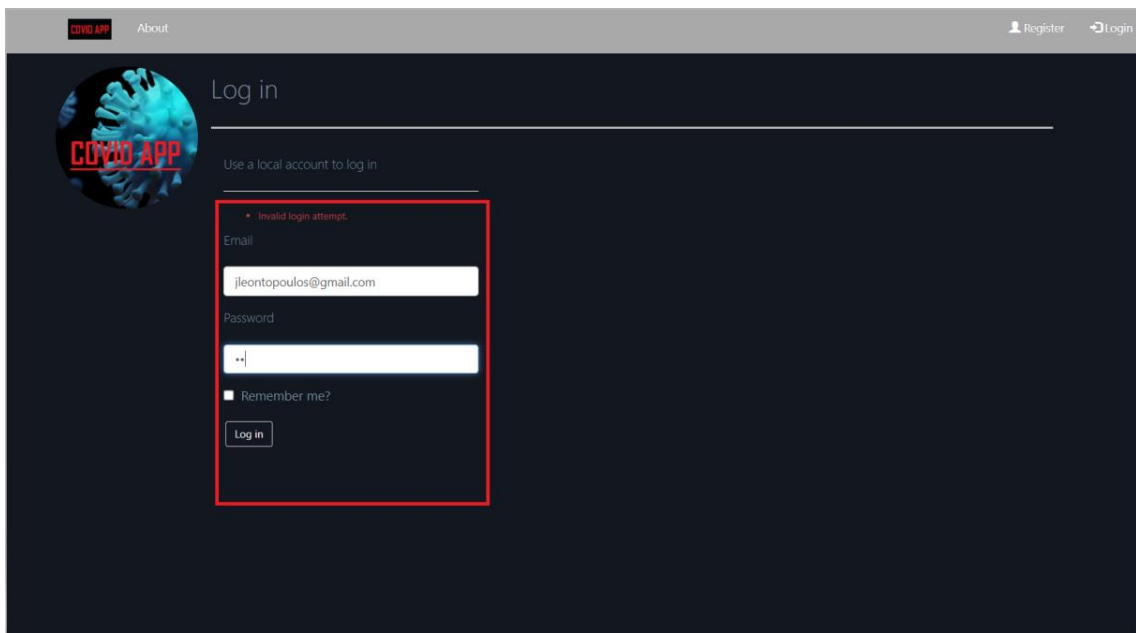 COVID APP About Register Login
COVID APP
Log in
Use a local account to log in
• Invalid login attempt.
Email
jleontopoulos@gmail.com
Password
••
Remember me?
Log in